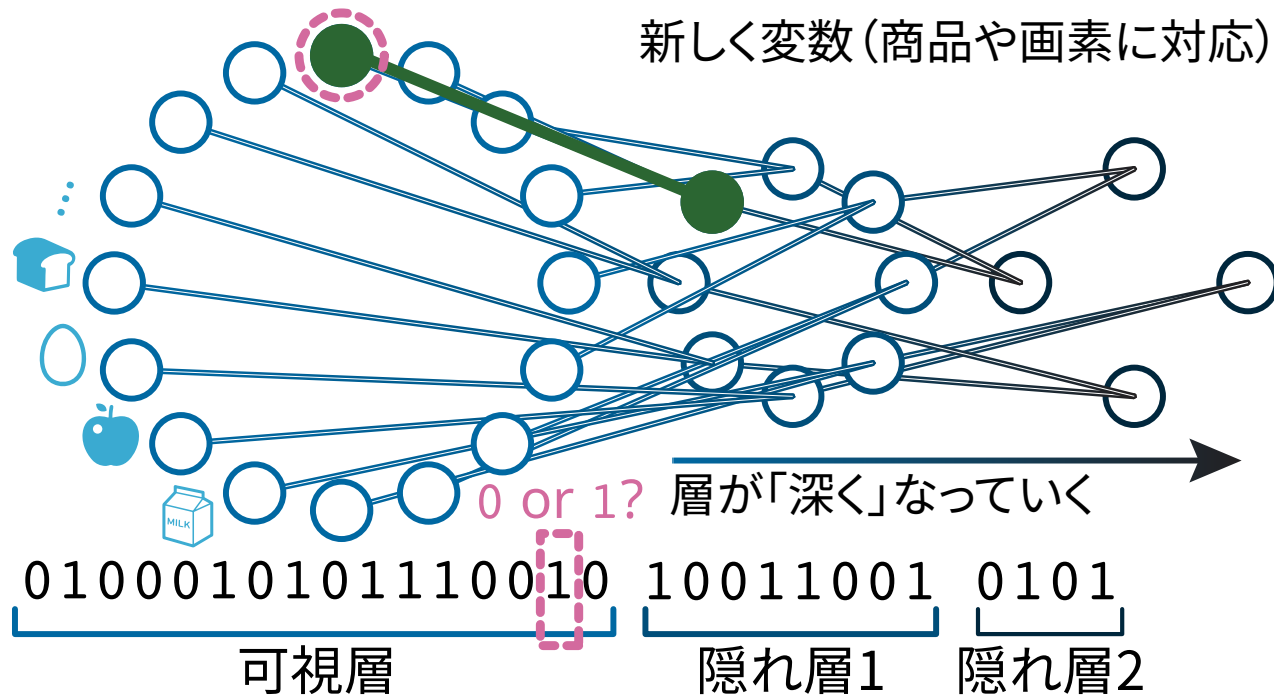 新しく変数（商品や画素に対応）
MILK
0 or 1?
層が「深く」なっていく
0100010101110010
10011001
0101
可視層
隠れ層1
隠れ層2